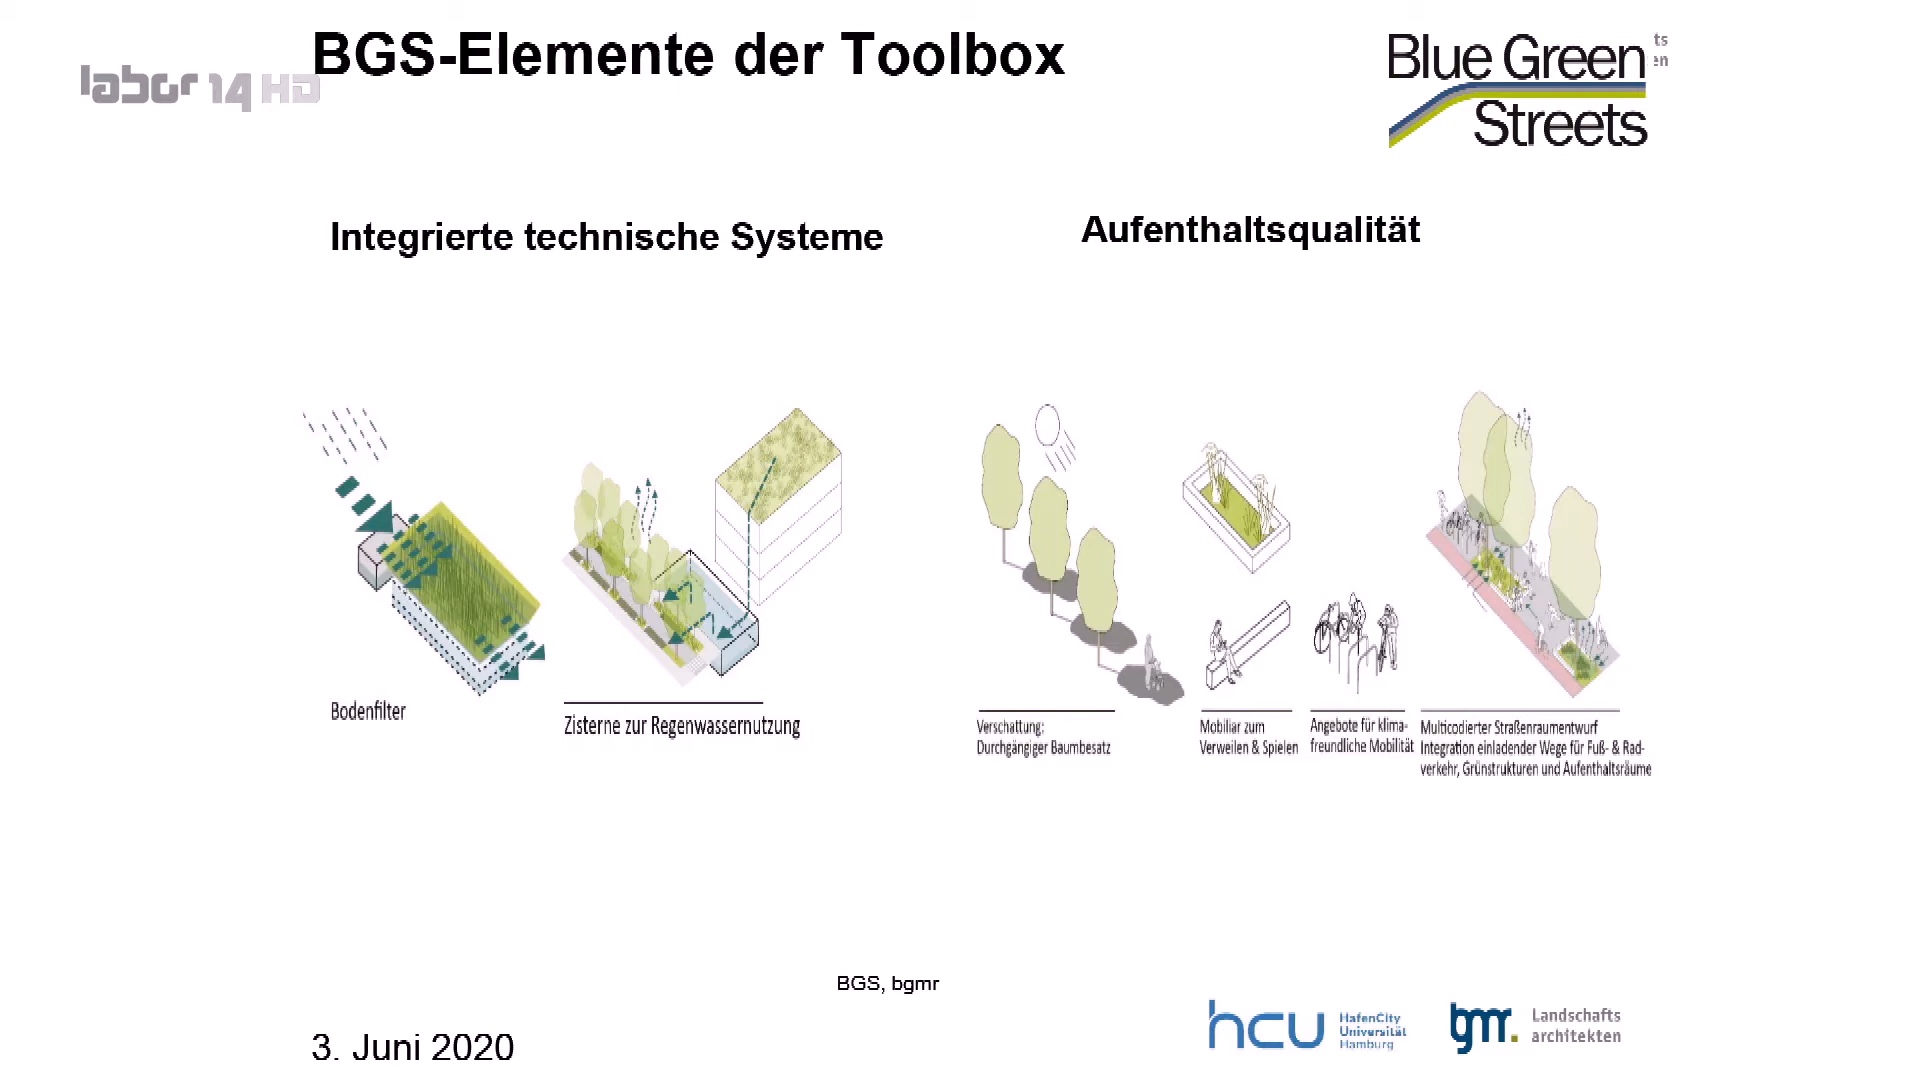 BGS-Elemente der Toolbox
labor 14 HD
Blue Green
Streets
ts
en
Integrierte technische Systeme
Aufenthaltsqualität
Bodenfilter
Zisterne zur Regenwassernutzung
Verschattung:
Durchgängiger Baumbesatz
Mobiliar zum
Verweilen & Spielen
Angebote für klima-
freundliche Mobilität
Multicodierter Straßenraumentwurf
Integration einladender Wege für Fuß- & Rad-
verkehr, Grünstrukturen und Aufenthaltsräume
BGS, bgmr
3. Juni 2020
hcu
HafenCity
Universität
Hamburg
bgmr.
Landschafts
architekten